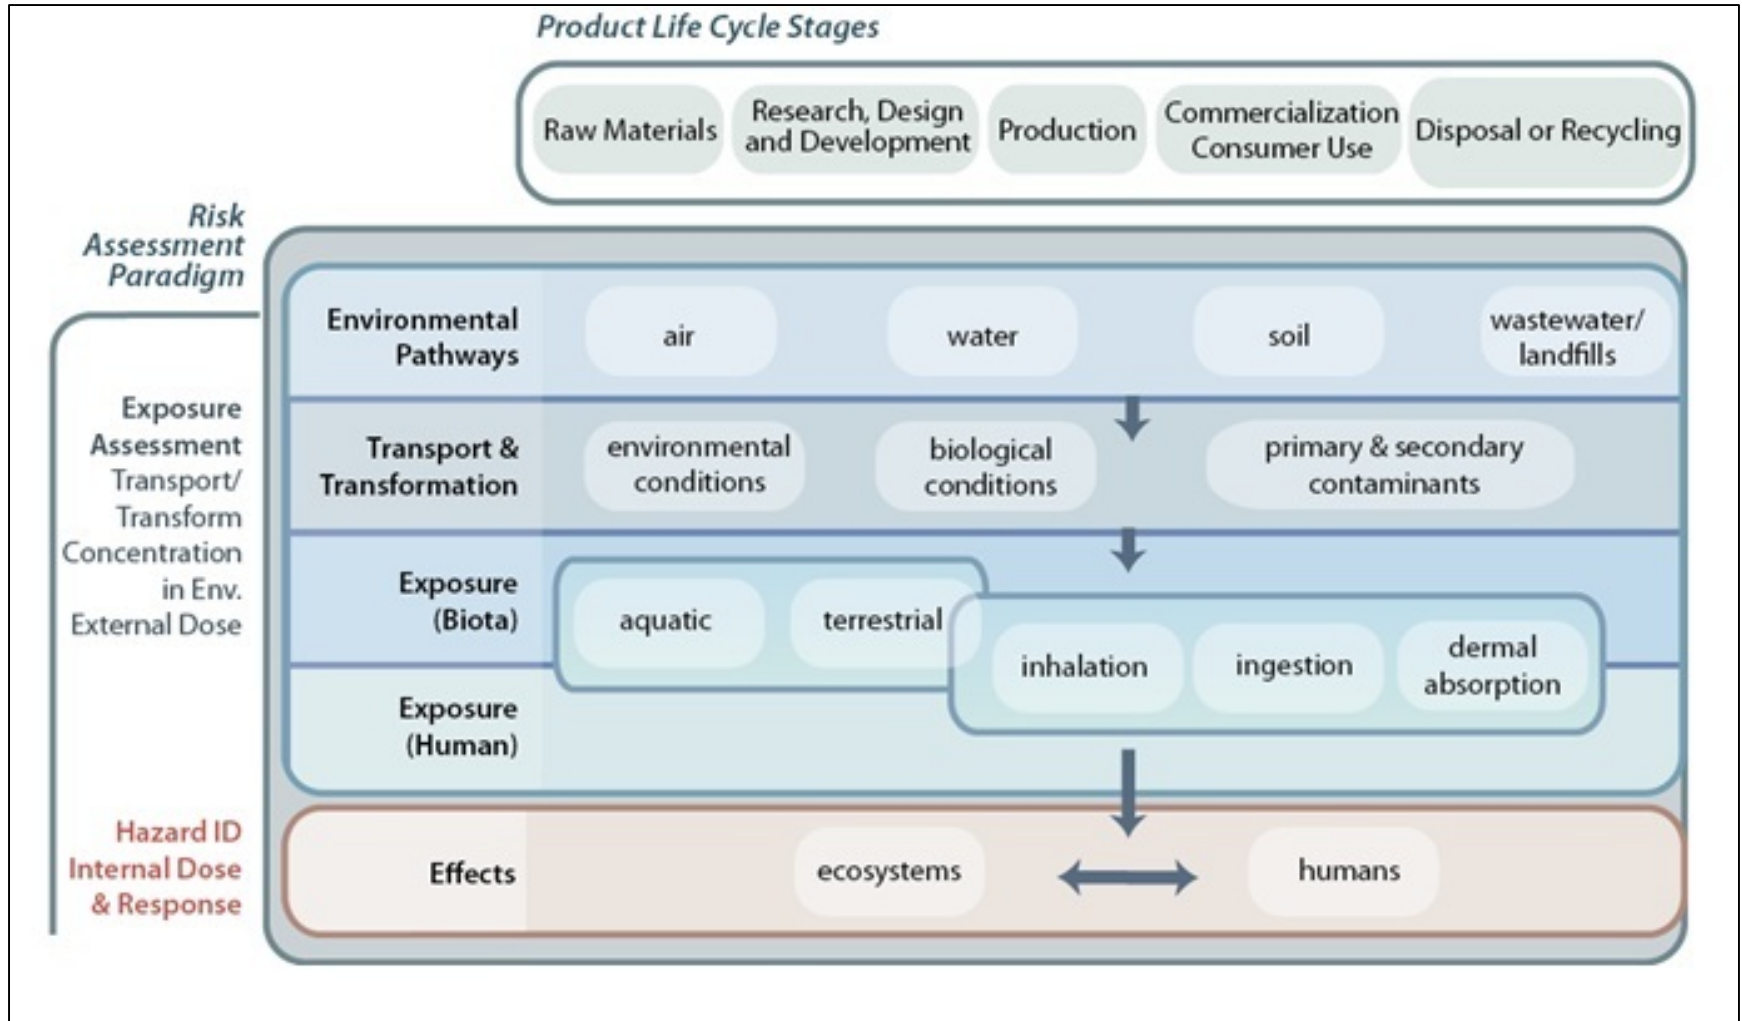 Product Life Cycle Stages
Raw Materials
Research, Design
and Development
Production
Commercialization
Consumer Use
Disposal or Recycling
Risk
Assessment
Paradigm
Exposure
Assessment
Transport/
Transform
Concentration
in Env.
External Dose
Hazard ID
Internal Dose
& Response
Environmental
Pathways
air
water
soil
wastewater/
landfills
Transport &
Transformation
environmental
conditions
biological
conditions
primary & secondary
contaminants
Exposure
(Biota)
aquatic
terrestrial
inhalation
ingestion
dermal
absorption
Exposure
(Human)
Effects
ecosystems
humans